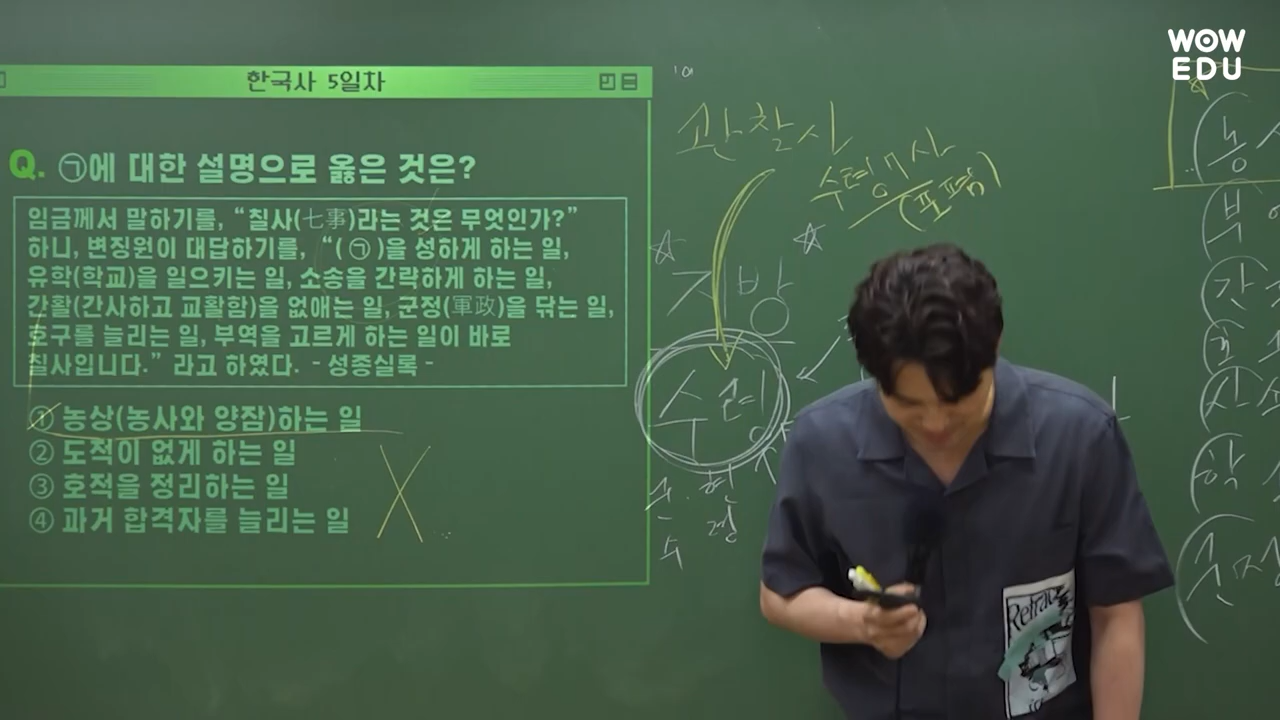 WOW
EDU
한국사 5일차
Q. ㉠에 대한 설명으로 옳은 것은?
임금께서 말하기를, “칠사(七事)라는 것은 무엇인가?”
하니, 변징원이 대답하기를, “( ㉠ )을 성하게 하는 일,
유학(학교)을 일으키는 일, 소송을 간략하게 하는 일,
간활(간사하고 교활함)을 없애는 일, 군정(軍政)을 닦는 일,
호구를 늘리는 일, 부역을 고르게 하는 일이 바로
칠사입니다.” 라고 하였다. - 성종실록 -
① 농상(농사와 양잠)하는 일
② 도적이 없게 하는 일
③ 호적을 정리하는 일
④ 과거 합격자를 늘리는 일
관찰사
수령7사
(포폄)
지방
수령
농
부
간
학
Refrav